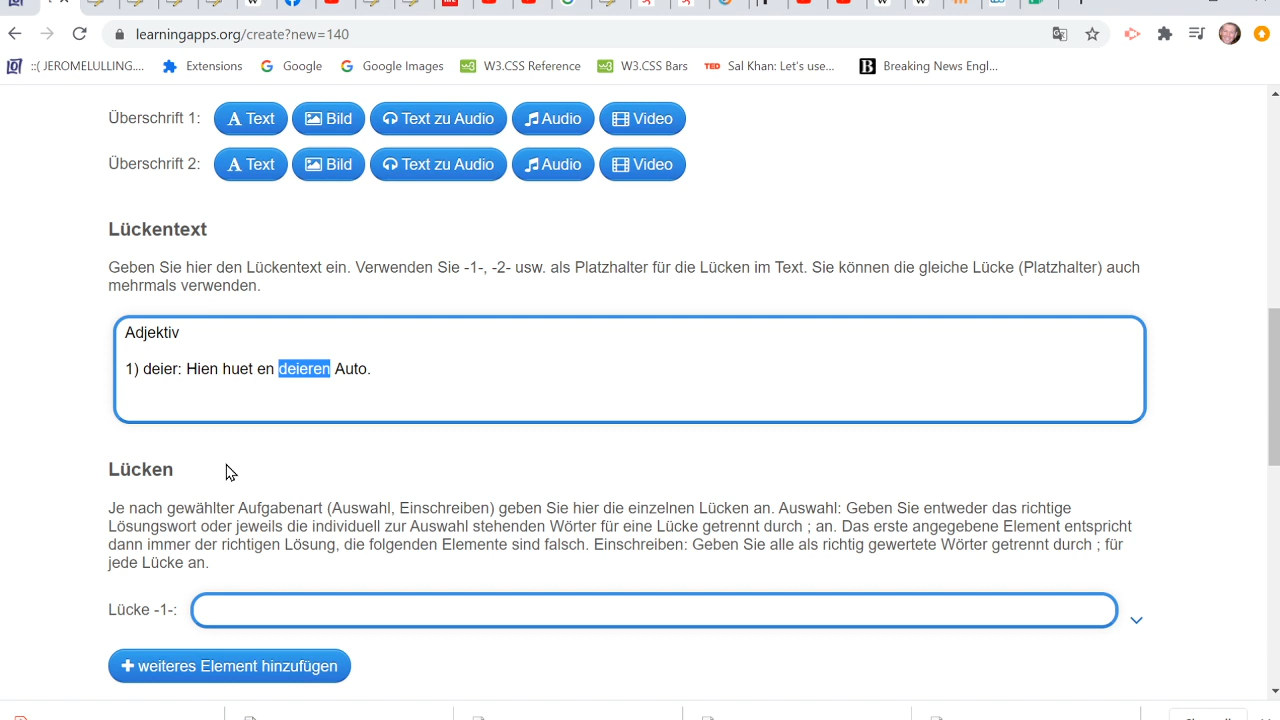 learningapps.org/create?new=140
::( JEROMELULLING.... Extensions Google Google Images W3.CSS Reference W3.CSS Bars TED Sal Khan: Let's use... B Breaking News Engl...
Überschrift 1: A Text Bild Text zu Audio Audio Video
Überschrift 2: A Text Bild Text zu Audio Audio Video
Lückentext
Geben Sie hier den Lückentext ein. Verwenden Sie -1-, -2- usw. als Platzhalter für die Lücken im Text. Sie können die gleiche Lücke (Platzhalter) auch
mehrmals verwenden.
Adjektiv
1) deier: Hien huet en deieren Auto.
Lücken
Je nach gewählter Aufgabenart (Auswahl, Einschreiben) geben Sie hier die einzelnen Lücken an. Auswahl: Geben Sie entweder das richtige
Lösungswort oder jeweils die individuell zur Auswahl stehenden Wörter für eine Lücke getrennt durch ; an. Das erste angegebene Element entspricht
dann immer der richtigen Lösung, die folgenden Elemente sind falsch. Einschreiben: Geben Sie alle als richtig gewertete Wörter getrennt durch ; für
jede Lücke an.
Lücke -1-:
+ weiteres Element hinzufügen